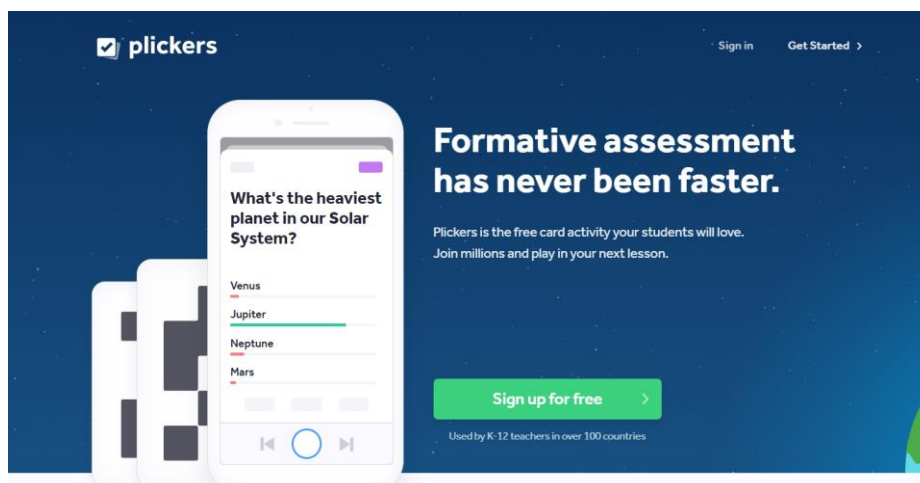 plickers
Sign in
Get Started
Formative assessment
has never been faster.
Plickers is the free card activity your students will love.
Join millions and play in your next lesson.
What's the heaviest
planet in our Solar
System?
Venus
Jupiter
Neptune
Mars
Sign up for free
Used by K-12 teachers in over 100 countries